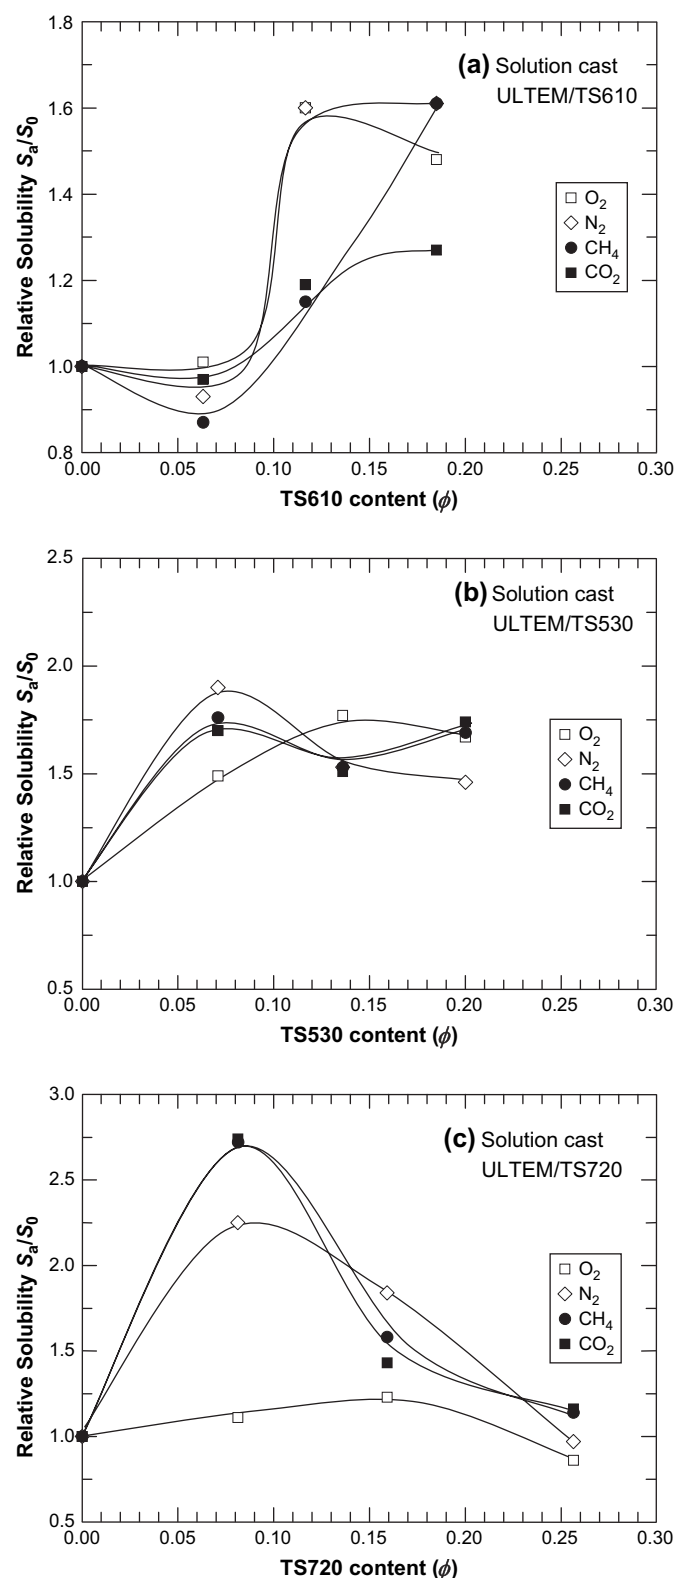 (a) Solution cast
ULTEM/TS610
Relative Solubility Sₐ/S₀
1.8
1.6
1.4
1.2
1.0
0.8
O₂
N₂
CH₄
CO₂
0.00 0.05 0.10 0.15 0.20 0.25 0.30
TS610 content (ϕ)
(b) Solution cast
ULTEM/TS530
Relative Solubility Sₐ/S₀
2.5
2.0
1.5
1.0
0.5
O₂
N₂
CH₄
CO₂
0.00 0.05 0.10 0.15 0.20 0.25 0.30
TS530 content (ϕ)
(c) Solution cast
ULTEM/TS720
Relative Solubility Sₐ/S₀
3.0
2.5
2.0
1.5
1.0
0.5
O₂
N₂
CH₄
CO₂
0.00 0.05 0.10 0.15 0.20 0.25 0.30
TS720 content (ϕ)